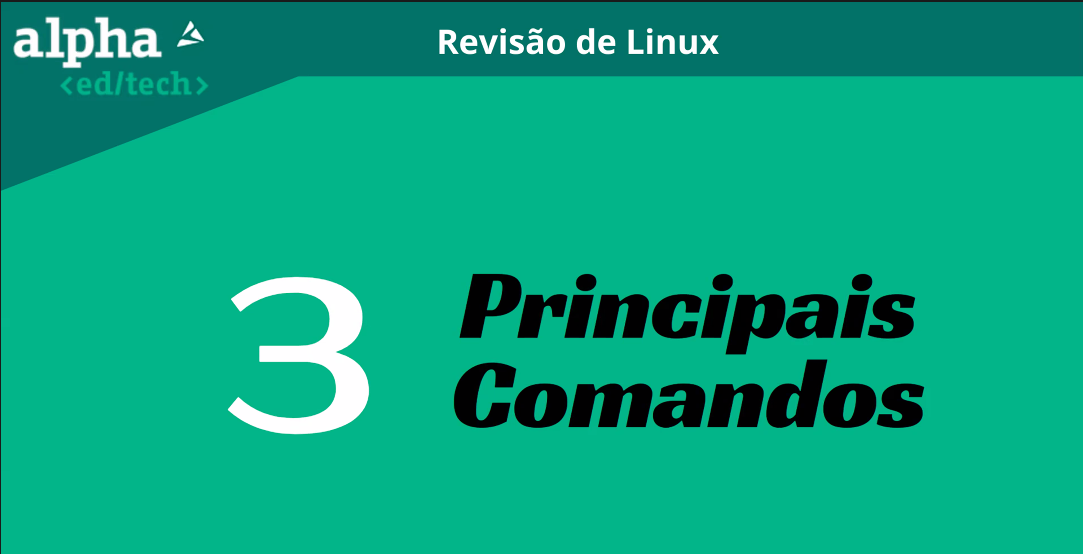 alpha
<ed/tech>
Revisão de Linux
3
Principais
Comandos